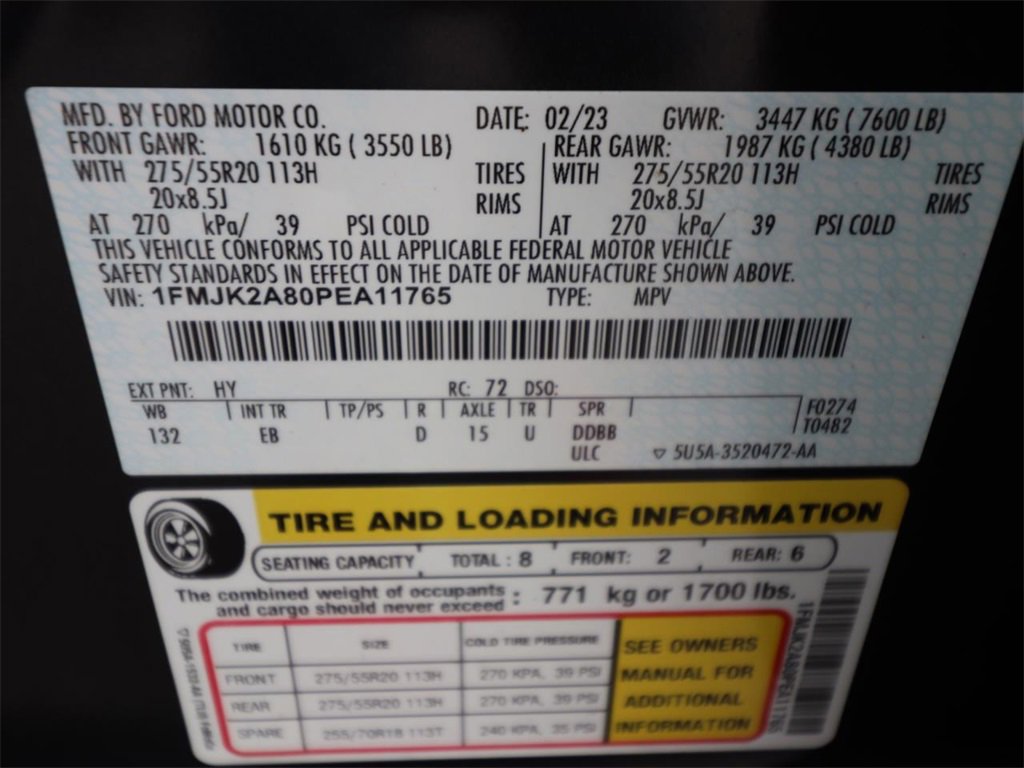 MFD. BY FORD MOTOR CO. DATE: 02/23 GVWR: 3447 KG ( 7600 LB)
FRONT GAWR: 1610 KG ( 3550 LB) REAR GAWR: 1987 KG ( 4380 LB)
WITH 275/55R20 113H TIRES WITH 275/55R20 113H TIRES
20x8.5J RIMS 20x8.5J RIMS
AT 270 kPa/ 39 PSI COLD AT 270 kPa/ 39 PSI COLD
THIS VEHICLE CONFORMS TO ALL APPLICABLE FEDERAL MOTOR VEHICLE
SAFETY STANDARDS IN EFFECT ON THE DATE OF MANUFACTURE SHOWN ABOVE.
VIN: 1FMJK2A80PEA11765 TYPE: MPV
EXT PNT: HY RC: 72 DSO:
WB INT TR TP/PS R AXLE TR SPR F0274
132 EB D 15 U DDBB T0482
ULC ▽ 5U5A-3520472-AA
TIRE AND LOADING INFORMATION
SEATING CAPACITY TOTAL : 8 FRONT: 2 REAR: 6
The combined weight of occupants
and cargo should never exceed : 771 kg or 1700 lbs.
TIRE SIZE COLD TIRE PRESSURE SEE OWNERS
FRONT 275/55R20 113H 270 KPA, 39 PSI MANUAL FOR
REAR 275/55R20 113H 270 KPA, 39 PSI ADDITIONAL
SPARE 255/70R18 113T 240 KPA, 35 PSI INFORMATION
1FMJK2A80PEA11765